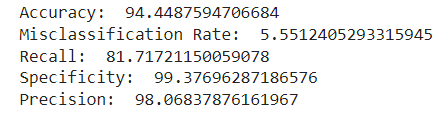 Accuracy:  94.4487594706684
Misclassification Rate:  5.5512405293315945
Recall:  81.71721150059078
Specificity:  99.37696287186576
Precision:  98.06837876161967